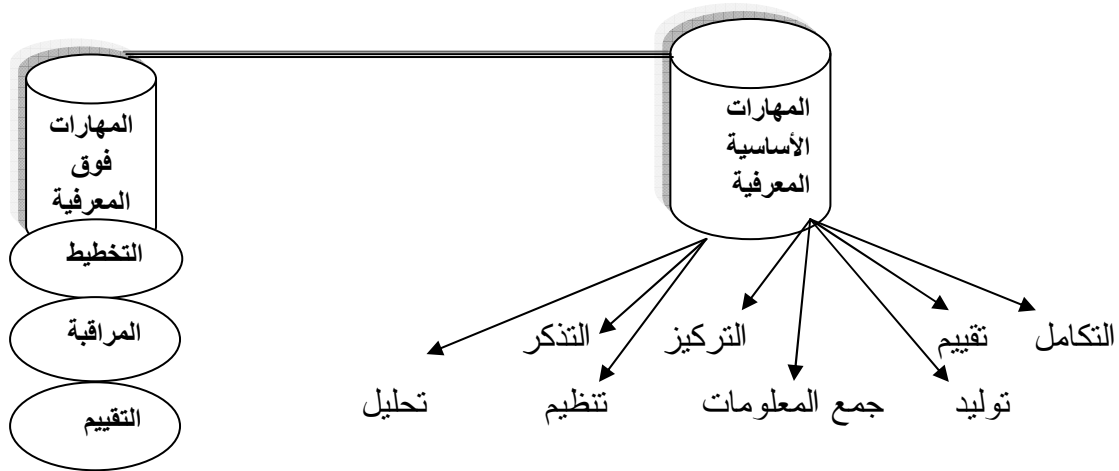 المهارات
الأساسية
المعرفية
المهارات
فوق
المعرفية
التخطيط
المراقبة
التقييم
التكامل
تقييم
التركيز
التذكر
توليد
جمع المعلومات
تنظيم
تحليل